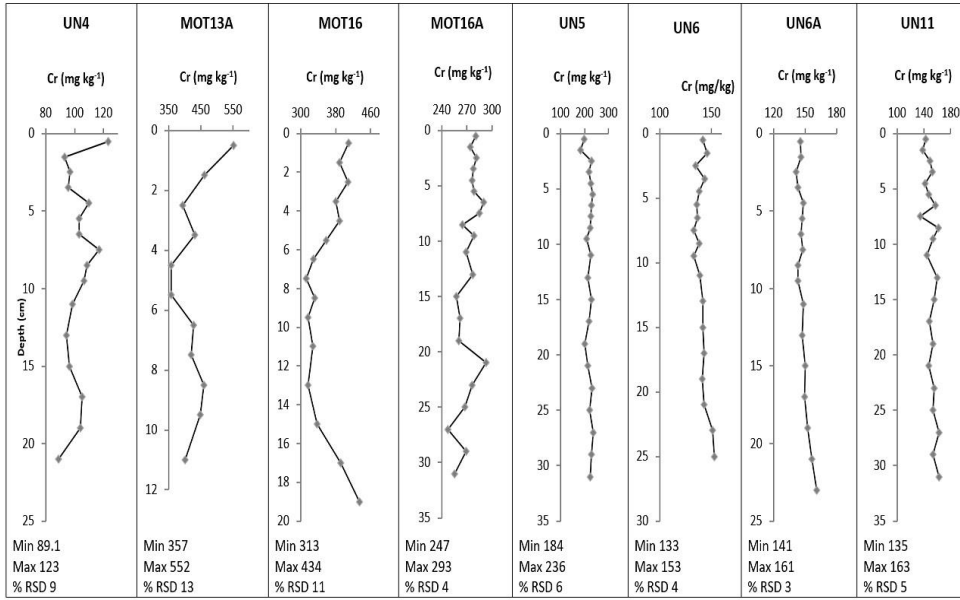 UN4
Cr (mg kg-1)
80 100 120
0
5
10
15
20
25
Depth (cm)
Min 89.1
Max 123
% RSD 9
MOT13A
Cr (mg kg-1)
350 450 550
0
2
4
6
8
10
12
Min 357
Max 552
% RSD 13
MOT16
Cr (mg kg-1)
300 380 460
0
2
4
6
8
10
12
14
16
18
20
Min 313
Max 434
% RSD 11
MOT16A
Cr (mg kg-1)
240 270 300
0
5
10
15
20
25
30
35
Min 247
Max 293
% RSD 4
UN5
Cr (mg kg-1)
100 200 300
0
5
10
15
20
25
30
35
Min 184
Max 236
% RSD 6
UN6
Cr (mg/kg)
100 150
0
5
10
15
20
25
30
Min 133
Max 153
% RSD 4
UN6A
Cr (mg kg-1)
120 150 180
0
5
10
15
20
25
Min 141
Max 161
% RSD 3
UN11
Cr (mg kg-1)
100 140 180
0
5
10
15
20
25
30
35
Min 135
Max 163
% RSD 5